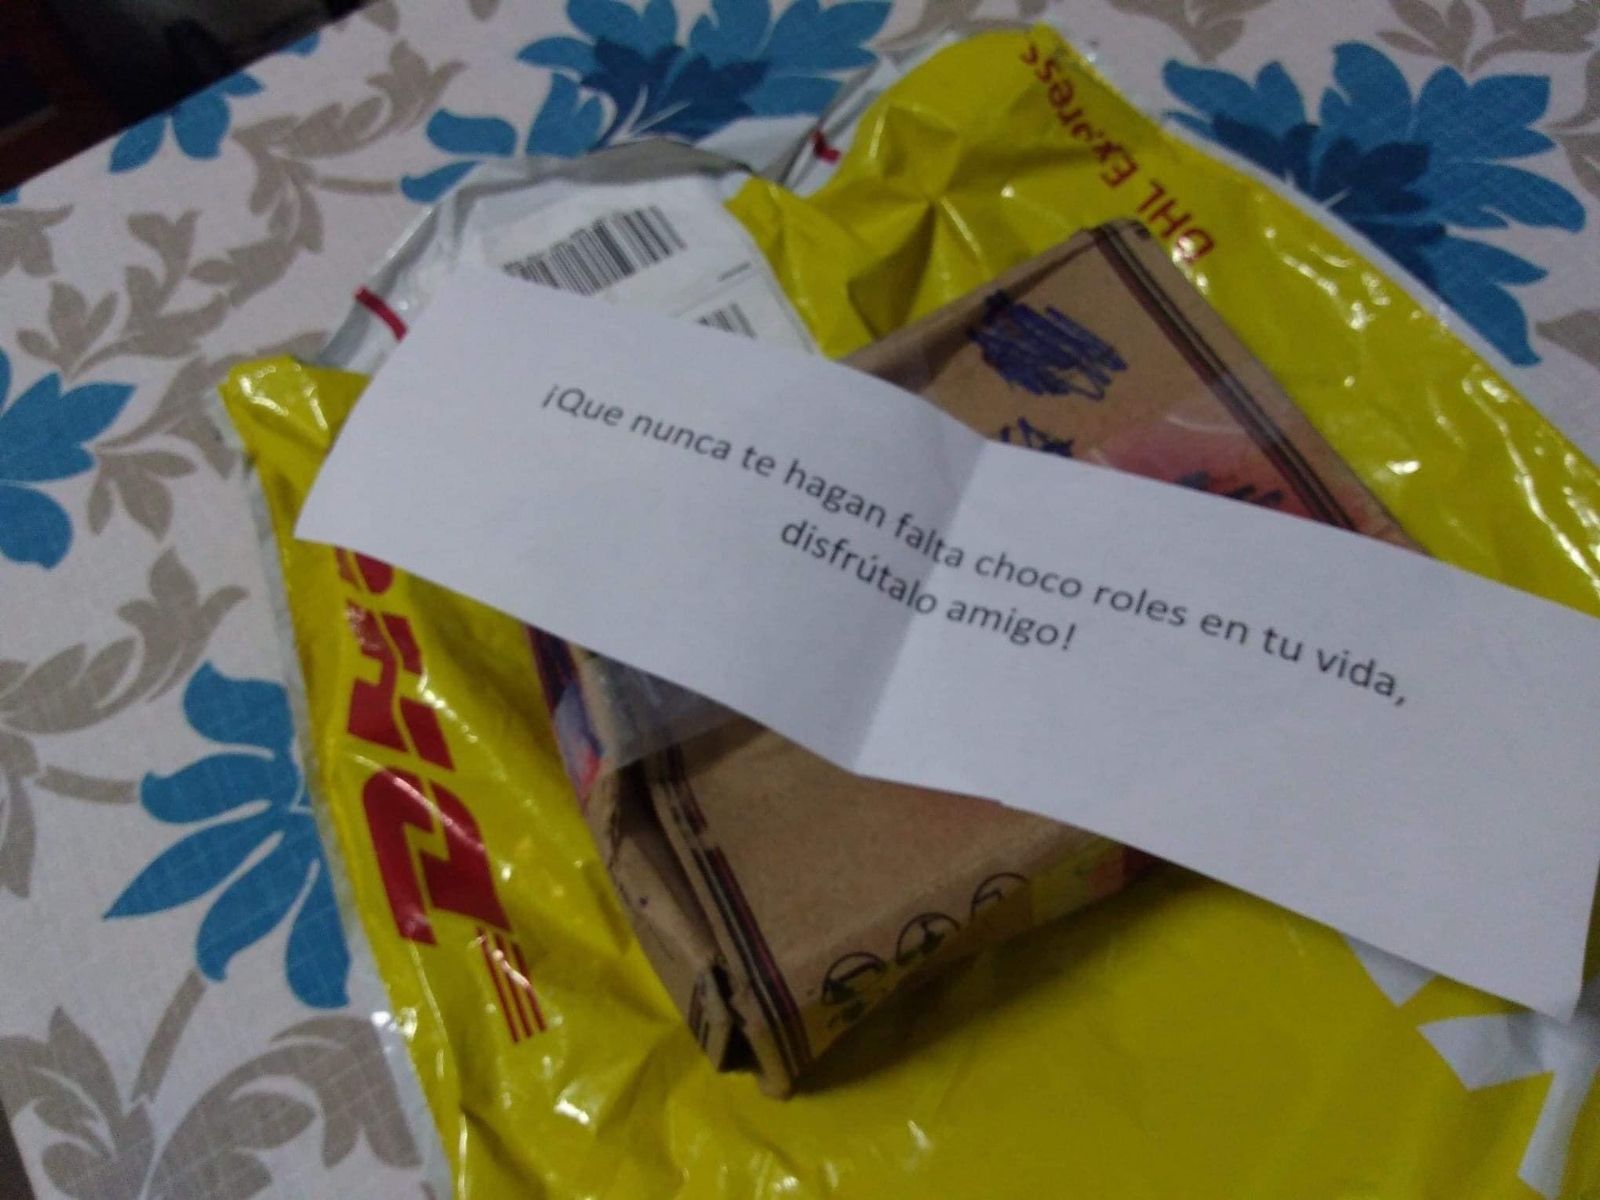 DHL Express
¡Que nunca te hagan falta choco roles en tu vida,
disfrútalo amigo!
DHL